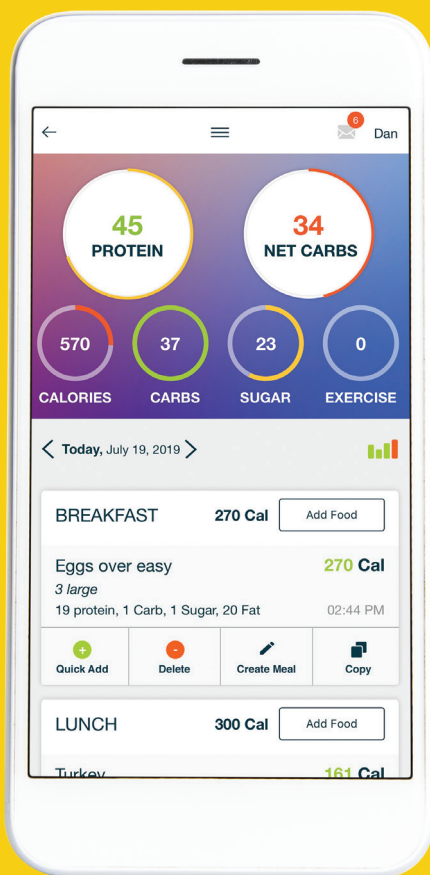 6
Dan
45
PROTEIN
34
NET CARBS
570
37
23
0
CALORIES
CARBS
SUGAR
EXERCISE
Today, July 19, 2019
BREAKFAST
270 Cal
Add Food
Eggs over easy
270 Cal
3 large
19 protein, 1 Carb, 1 Sugar, 20 Fat
02:44 PM
+
-
Quick Add
Delete
Create Meal
Copy
LUNCH
300 Cal
Add Food
Turkey
161 Cal